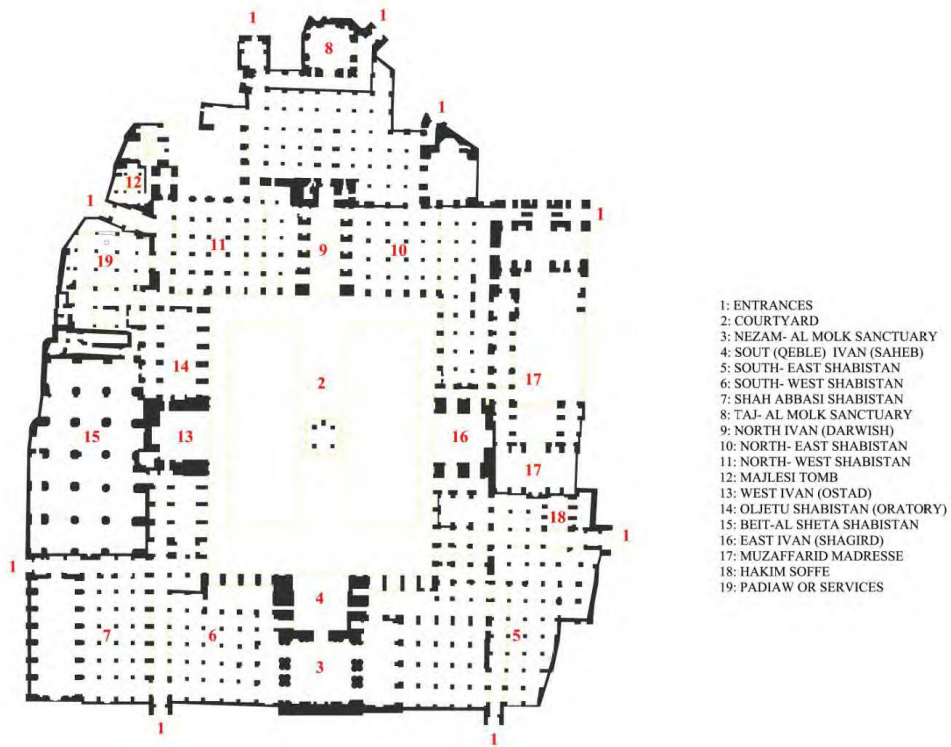 1
1
8
1
12
1
1
11
9
10
19
2
17
14
13
16
15
17
18
1
1
4
7
6
5
3
1
1
1: ENTRANCES
2: COURTYARD
3: NEZAM- AL MOLK SANCTUARY
4: SOUT (QEBLE) IVAN (SAHEB)
5: SOUTH- EAST SHABISTAN
6: SOUTH- WEST SHABISTAN
7: SHAH ABBASI SHABISTAN
8: TAJ- AL MOLK SANCTUARY
9: NORTH IVAN (DARWISH)
10: NORTH- EAST SHABISTAN
11: NORTH- WEST SHABISTAN
12: MAJLESI TOMB
13: WEST IVAN (OSTAD)
14: OLJETU SHABISTAN (ORATORY)
15: BEIT-AL SHETA SHABISTAN
16: EAST IVAN (SHAGIRD)
17: MUZAFFARID MADRESSE
18: HAKIM SOFFE
19: PADIAW OR SERVICES